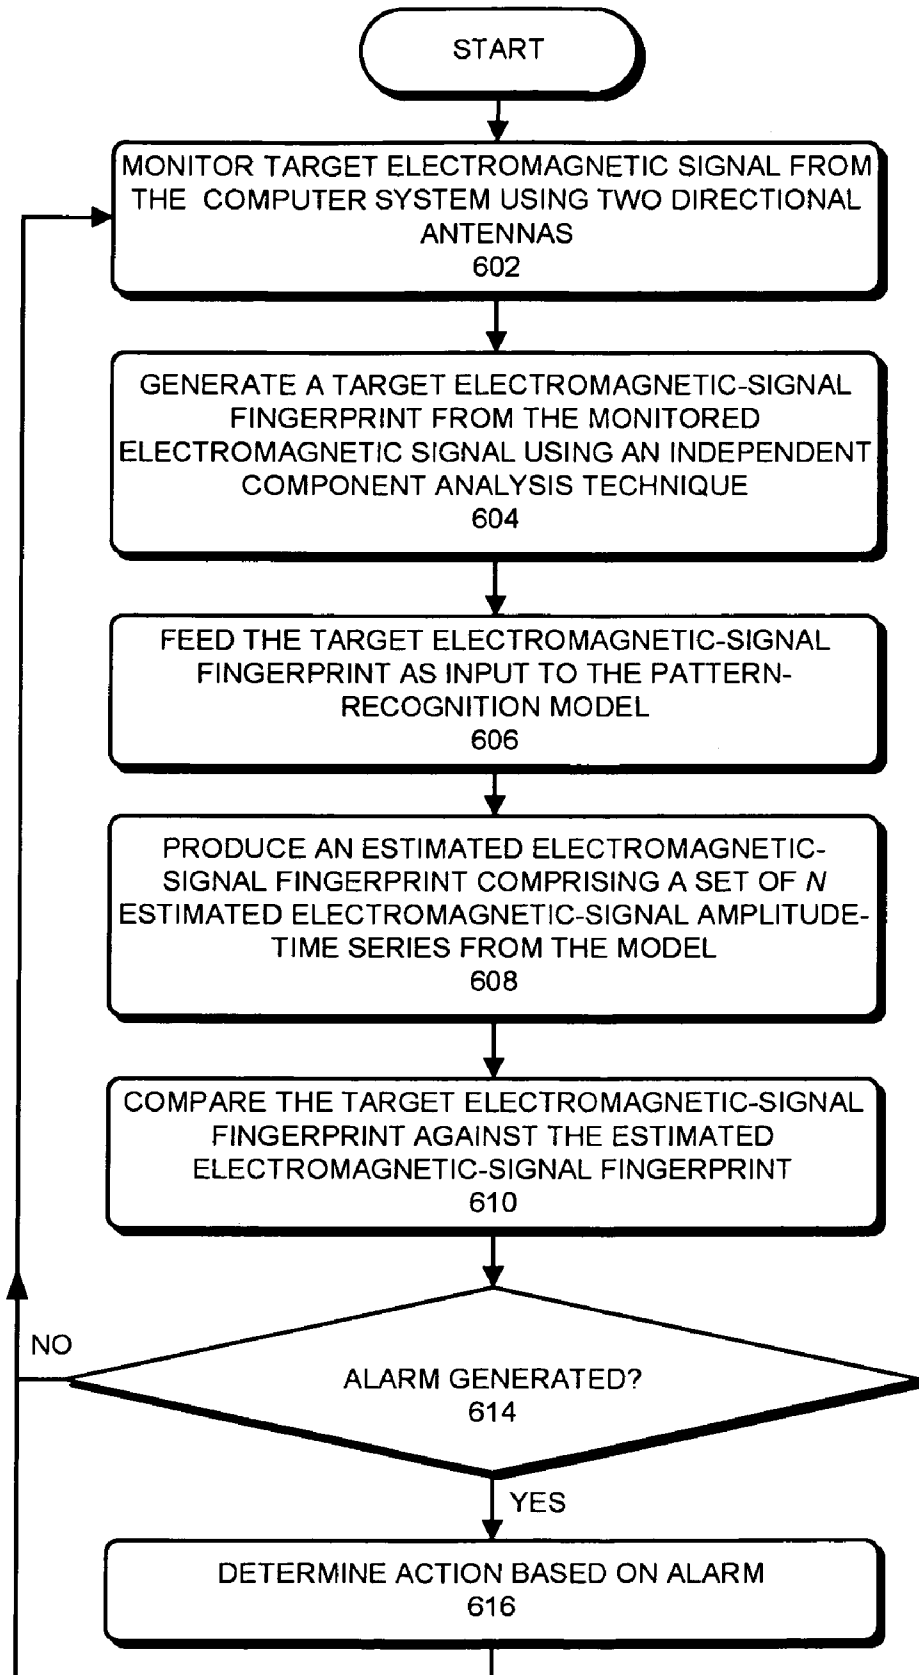 START
MONITOR TARGET ELECTROMAGNETIC SIGNAL FROM
THE COMPUTER SYSTEM USING TWO DIRECTIONAL
ANTENNAS
602
GENERATE A TARGET ELECTROMAGNETIC-SIGNAL
FINGERPRINT FROM THE MONITORED
ELECTROMAGNETIC SIGNAL USING AN INDEPENDENT
COMPONENT ANALYSIS TECHNIQUE
604
FEED THE TARGET ELECTROMAGNETIC-SIGNAL
FINGERPRINT AS INPUT TO THE PATTERN-
RECOGNITION MODEL
606
PRODUCE AN ESTIMATED ELECTROMAGNETIC-
SIGNAL FINGERPRINT COMPRISING A SET OF N
ESTIMATED ELECTROMAGNETIC-SIGNAL AMPLITUDE-
TIME SERIES FROM THE MODEL
608
COMPARE THE TARGET ELECTROMAGNETIC-SIGNAL
FINGERPRINT AGAINST THE ESTIMATED
ELECTROMAGNETIC-SIGNAL FINGERPRINT
610
NO
ALARM GENERATED?
614
YES
DETERMINE ACTION BASED ON ALARM
616